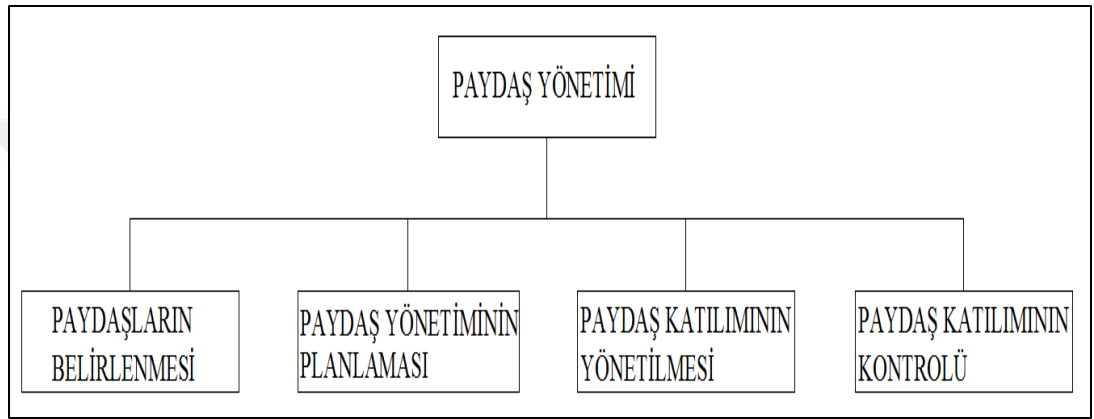 PAYDAŞ YÖNETİMİ
PAYDAŞLARIN
BELİRLENMESİ
PAYDAŞ YÖNETİMİNİN
PLANLAMASI
PAYDAŞ KATILIMININ
YÖNETİLMESİ
PAYDAŞ KATILIMININ
KONTROLÜ